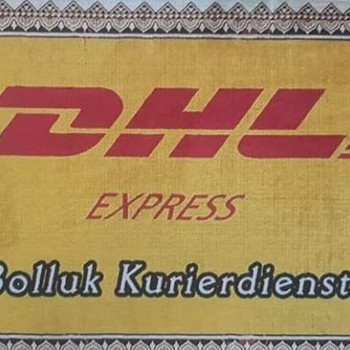 DHL
EXPRESS
Bolluk Kurierdienst